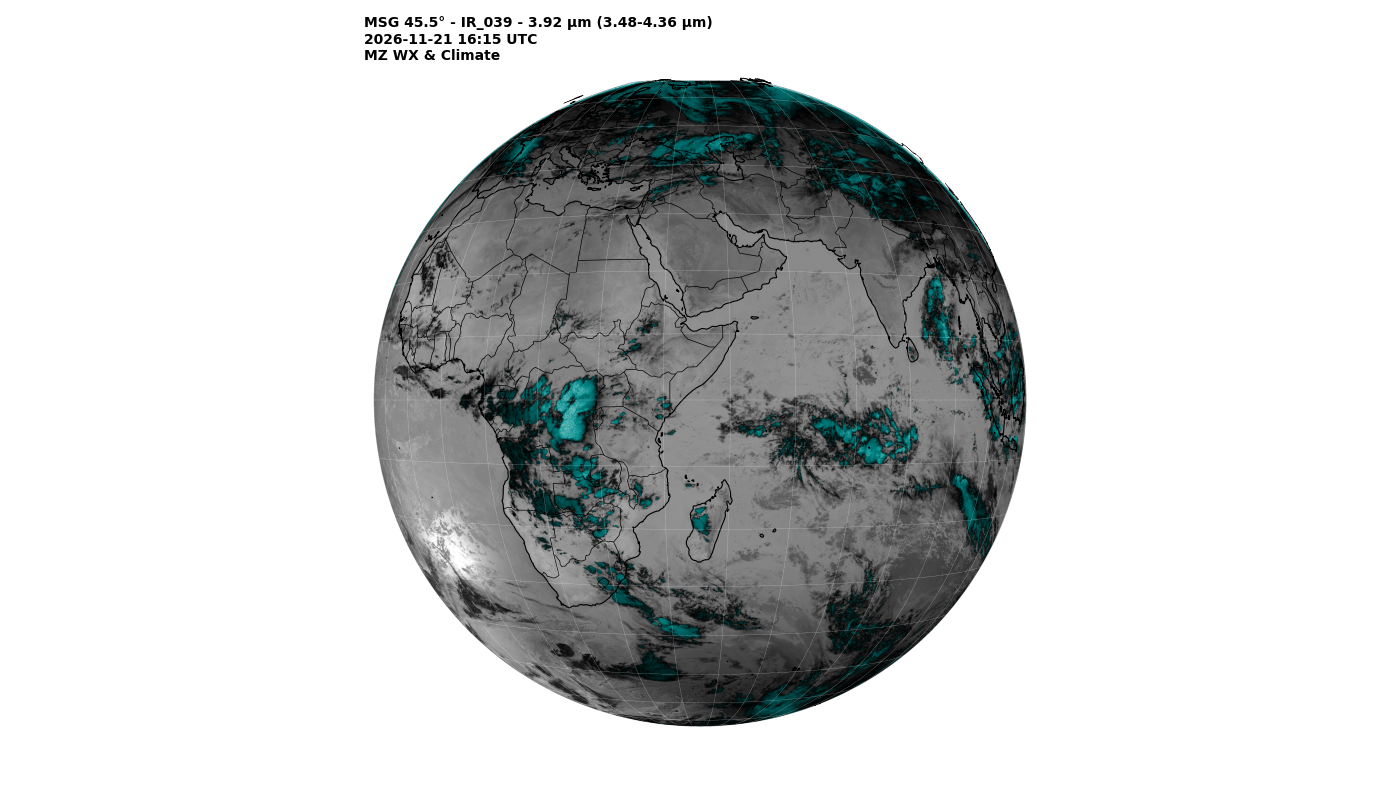 MSG 45.5° - IR_039 - 3.92 µm (3.48-4.36 µm)
2026-11-21 16:15 UTC
MZ WX & Climate